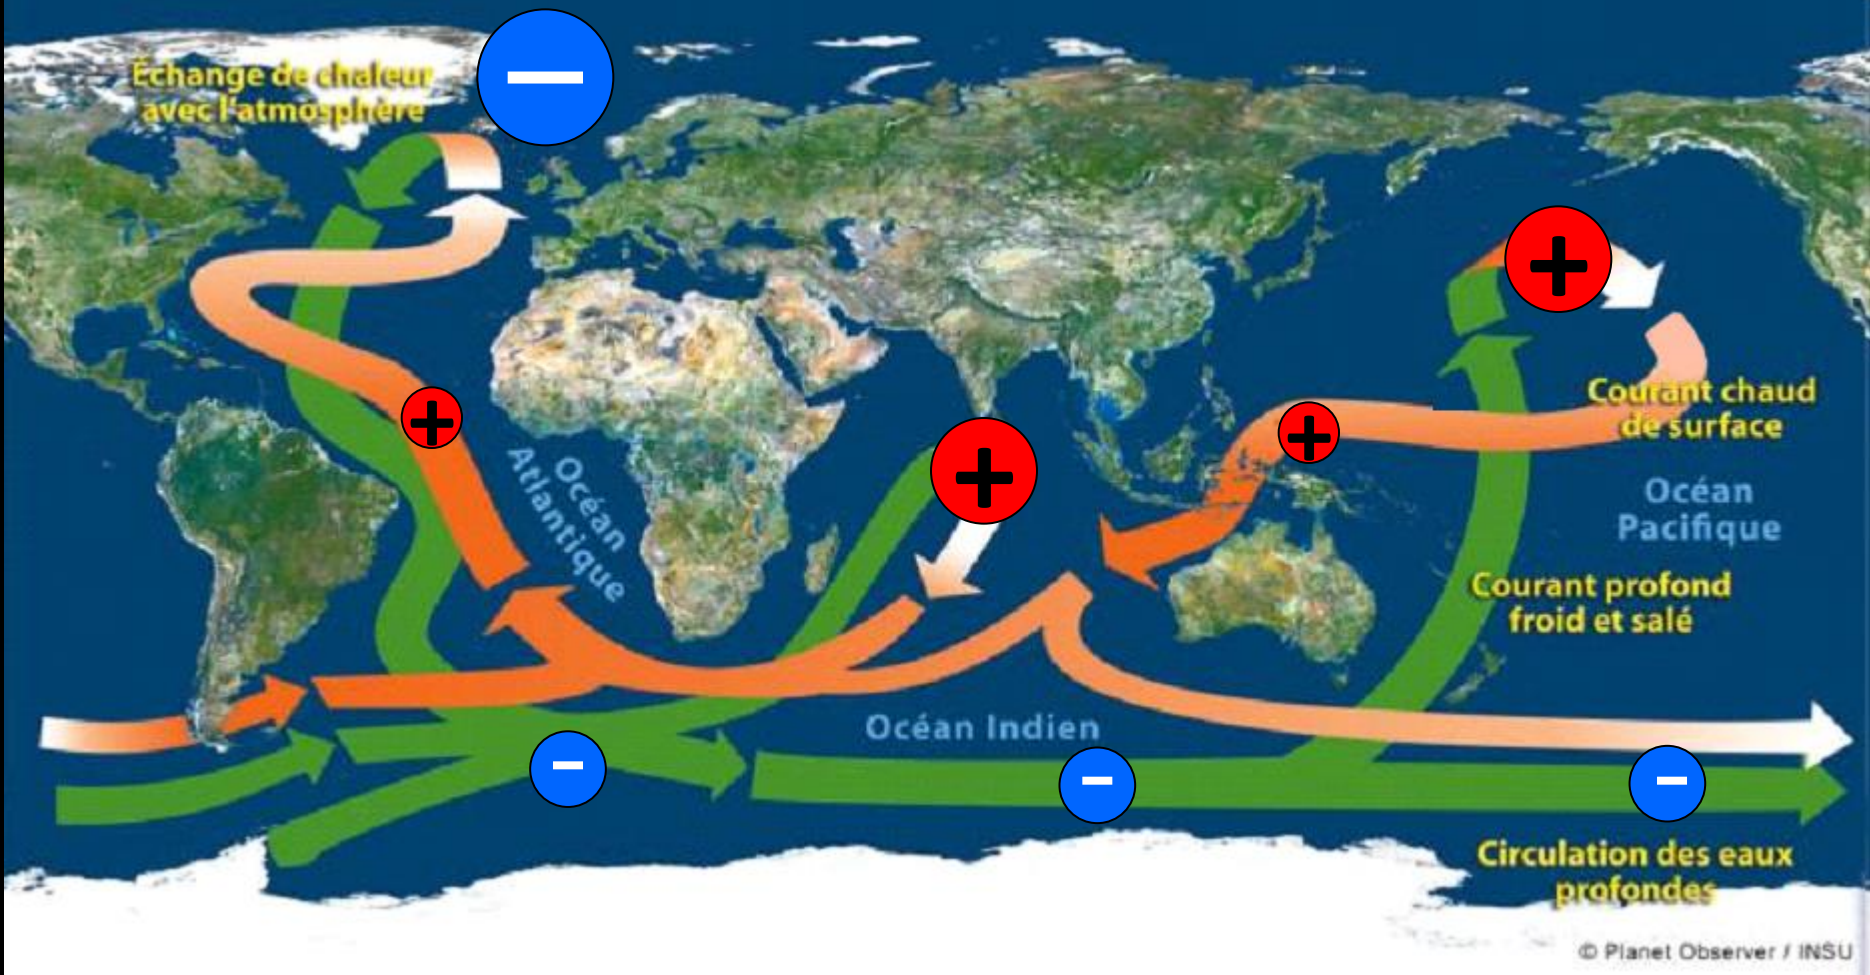 Échange de chaleur
avec l'atmosphère
−
+
+
+
+
Courant chaud
de surface
Océan
Atlantique
Océan
Pacifique
Courant profond
froid et salé
Océan Indien
−
−
−
Circulation des eaux
profondes
© Planet Observer / INSU